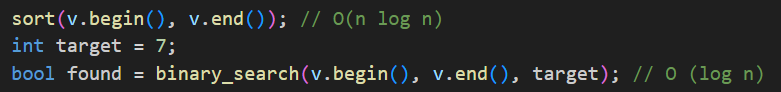 sort(v.begin(), v.end()); // O(n log n)
int target = 7;
bool found = binary_search(v.begin(), v.end(), target); // O (log n)